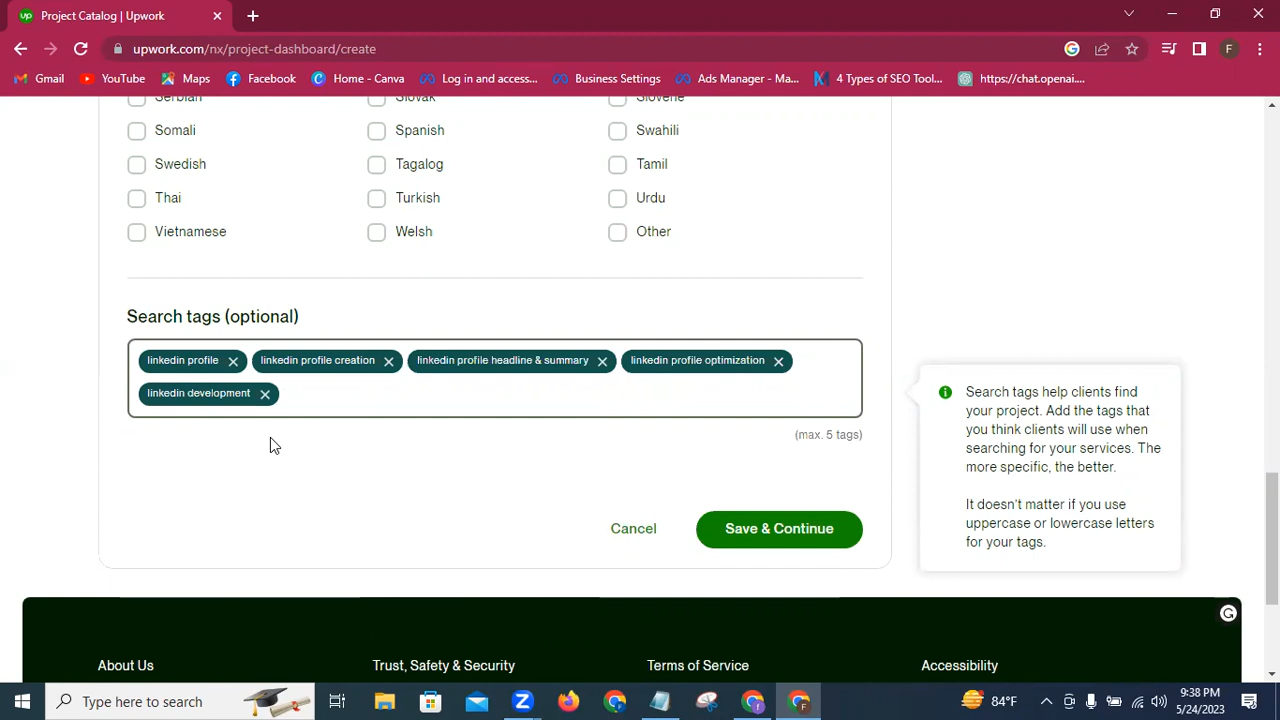 Project Catalog | Upwork
upwork.com/nx/project-dashboard/create
F
Gmail
YouTube
Maps
Facebook
Home - Canva
Log in and access...
Business Settings
Ads Manager - Ma...
4 Types of SEO Tool...
https://chat.openai....
Serbian
Slovak
Slovene
Somali
Spanish
Swahili
Swedish
Tagalog
Tamil
Thai
Turkish
Urdu
Vietnamese
Welsh
Other
Search tags (optional)
linkedin profile
linkedin profile creation
linkedin profile headline & summary
linkedin profile optimization
linkedin development
(max. 5 tags)
Search tags help clients find
your project. Add the tags that
you think clients will use when
searching for your services. The
more specific, the better.
It doesn't matter if you use
uppercase or lowercase letters
for your tags.
Cancel
Save & Continue
About Us
Trust, Safety & Security
Terms of Service
Accessibility
Type here to search
84°F
9:38 PM
5/24/2023